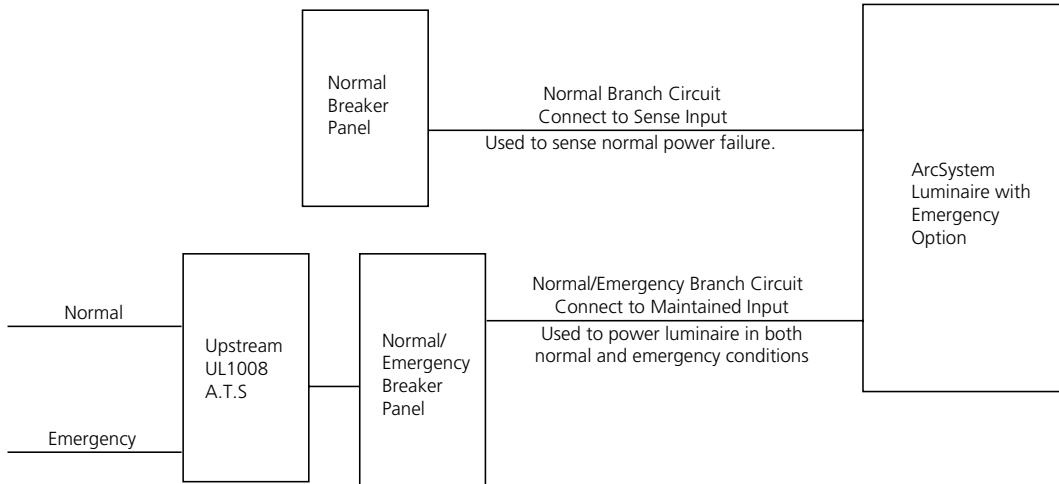 Normal
Breaker
Panel
Normal Branch Circuit
Connect to Sense Input
Used to sense normal power failure.
ArcSystem
Luminaire with
Emergency
Option
Normal
Emergency
Upstream
UL1008
A.T.S
Normal/
Emergency
Breaker
Panel
Normal/Emergency Branch Circuit
Connect to Maintained Input
Used to power luminaire in both
normal and emergency conditions